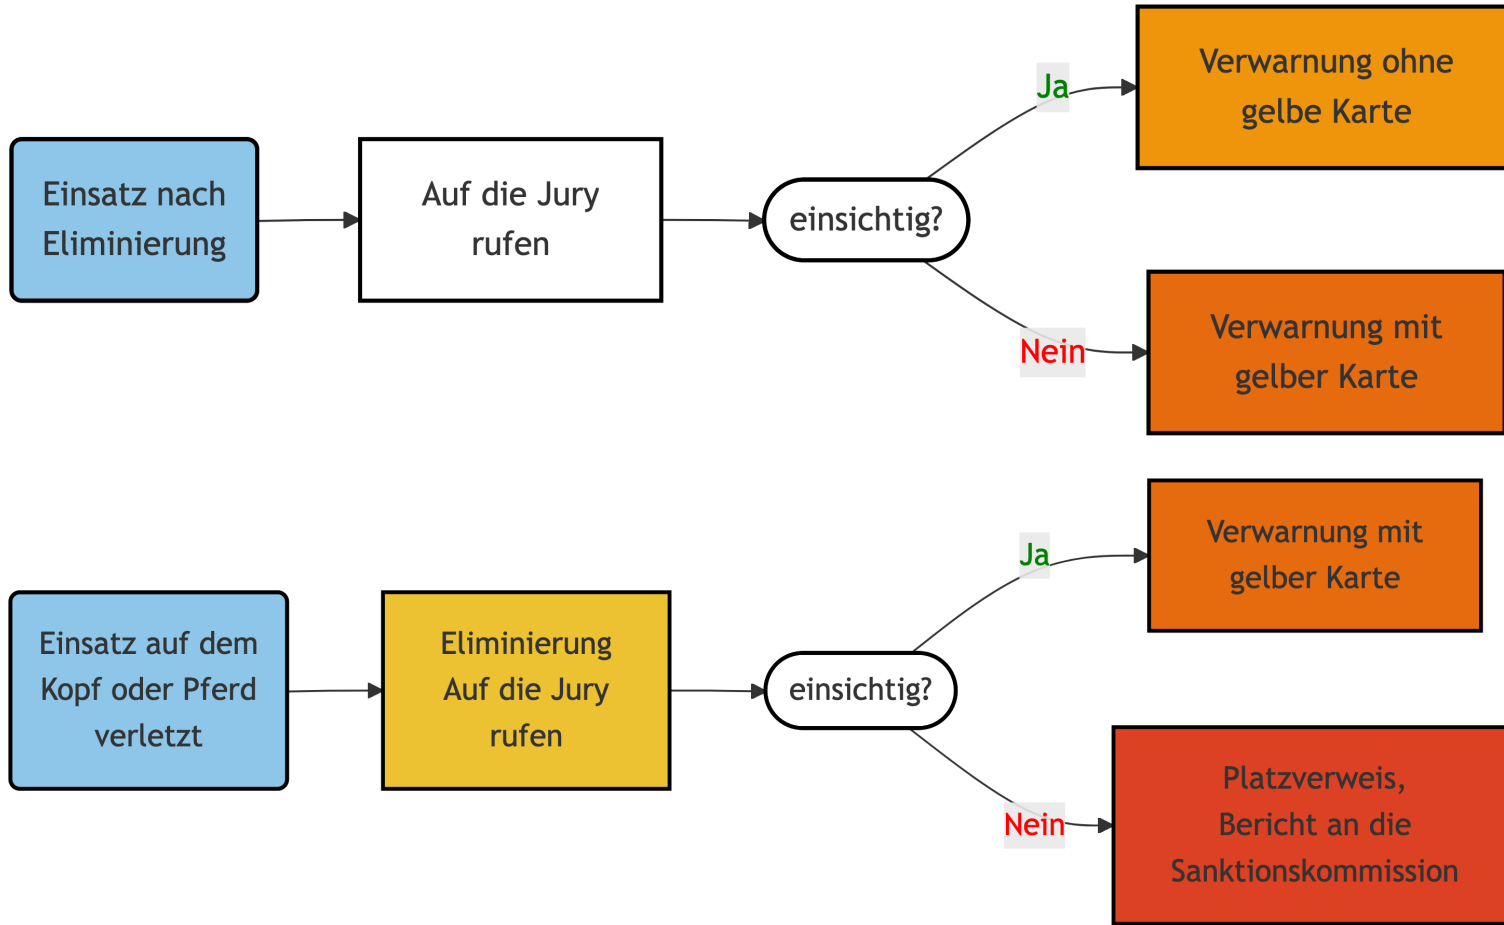 Einsatz nach
Eliminierung
Auf die Jury
rufen
einsichtig?
Ja
Verwarnung ohne
gelbe Karte
Nein
Verwarnung mit
gelber Karte
Einsatz auf dem
Kopf oder Pferd
verletzt
Eliminierung
Auf die Jury
rufen
einsichtig?
Ja
Verwarnung mit
gelber Karte
Nein
Platzverweis,
Bericht an die
Sanktionskommission